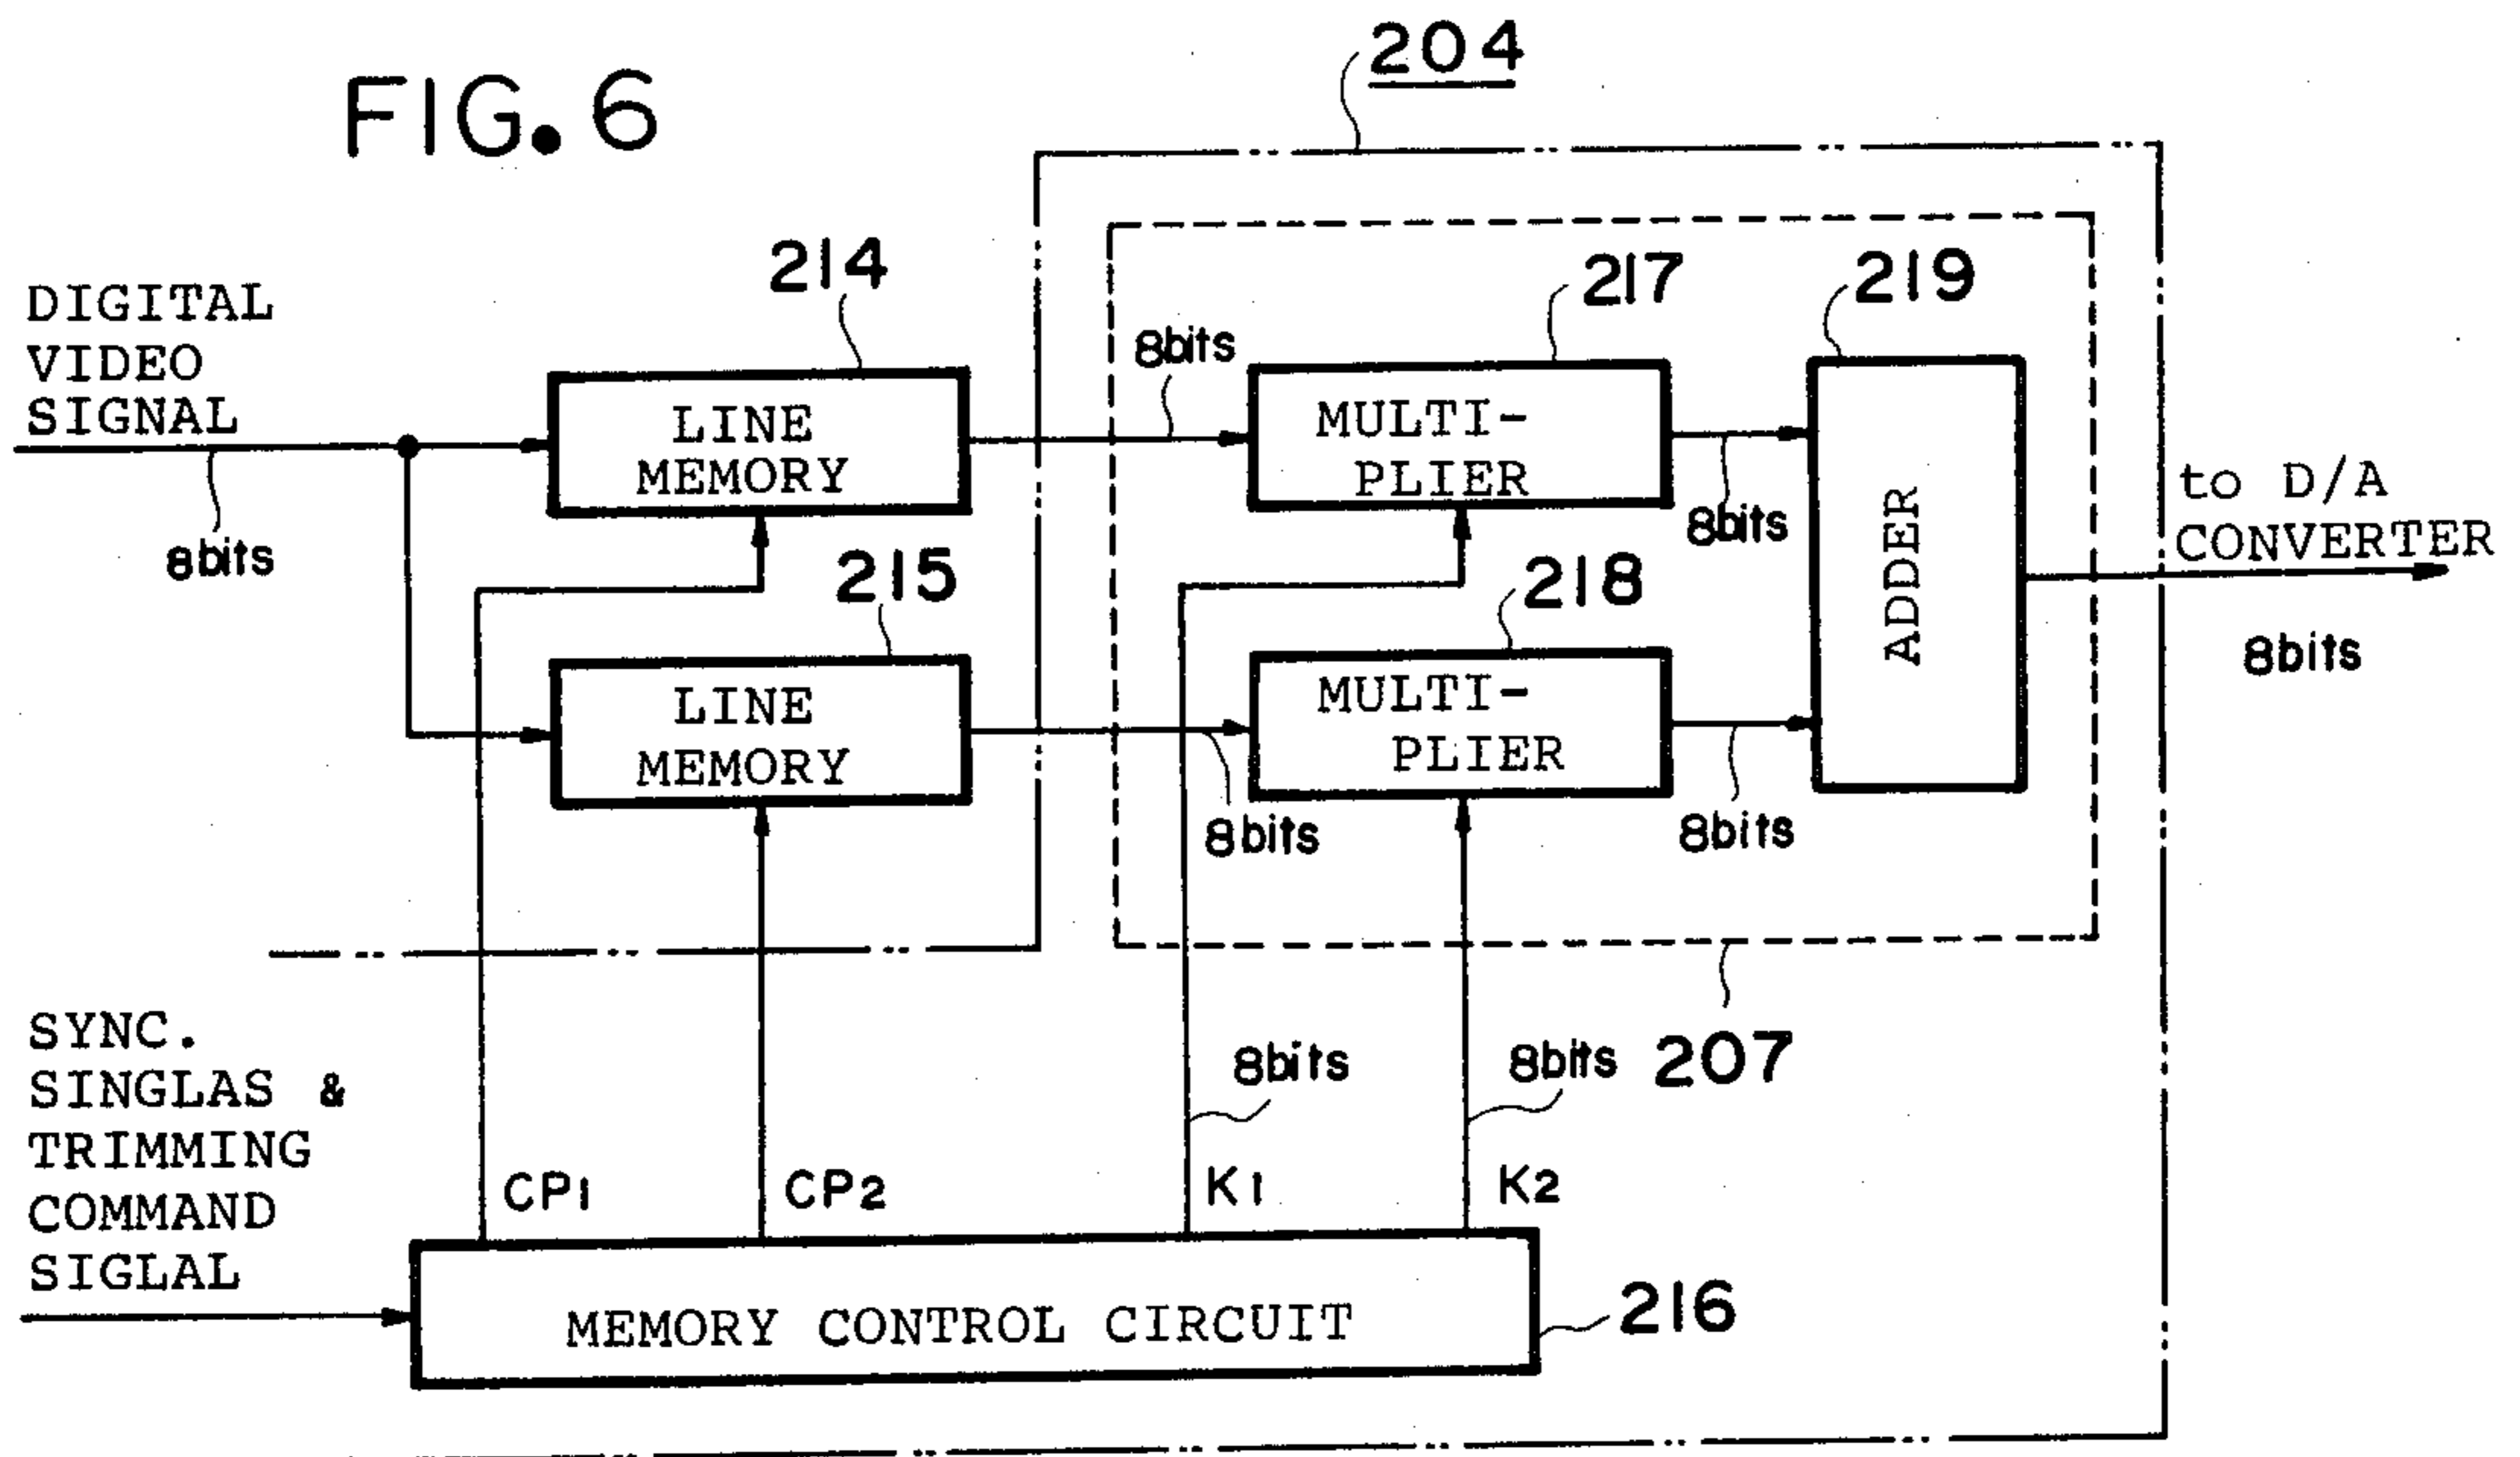 FIG. 6
204
DIGITAL
VIDEO
SIGNAL
8bits
214
LINE
MEMORY
215
LINE
MEMORY
8bits
217
MULTI-
PLIER
8bits
219
ADDER
218
MULTI-
PLIER
8bits
8bits
to D/A
CONVERTER
8bits
207
SYNC.
SINGLAS &
TRIMMING
COMMAND
SIGLAL
CP1
CP2
8bits
K1
8bits
K2
MEMORY CONTROL CIRCUIT
216